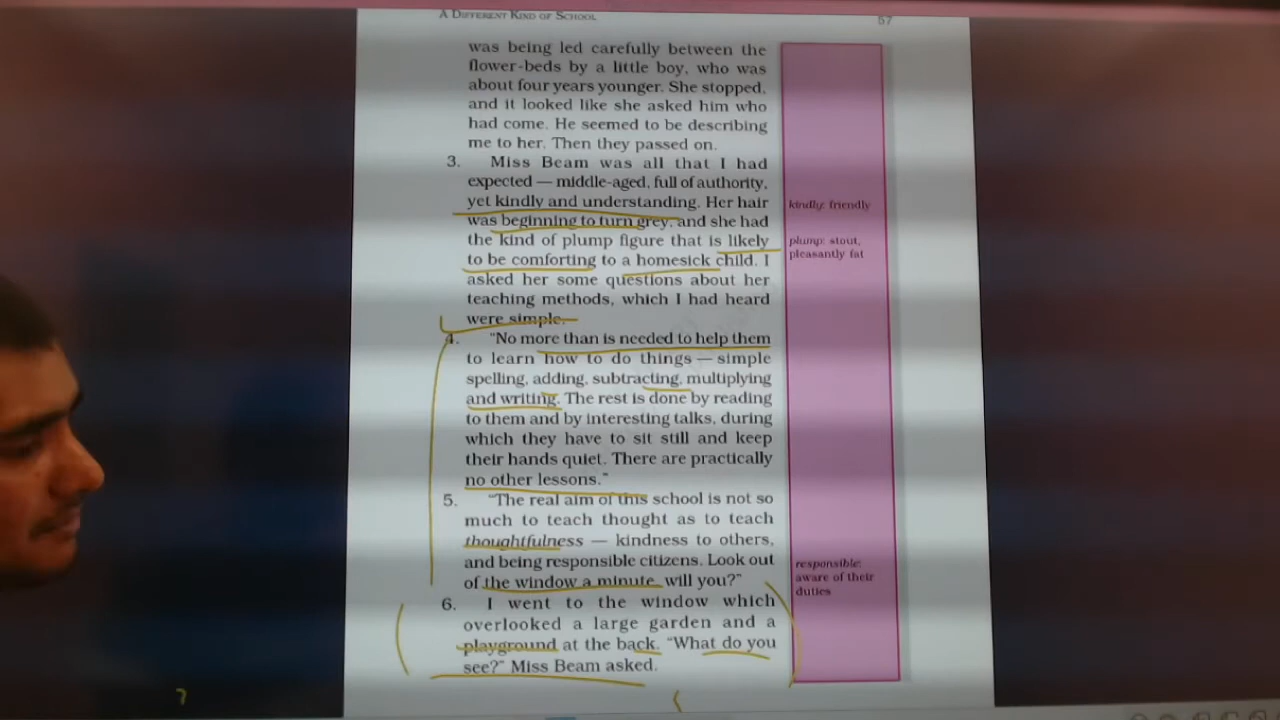 A DIFFERENT KIND OF SCHOOL
57
was being led carefully between the
flower-beds by a little boy, who was
about four years younger. She stopped,
and it looked like she asked him who
had come. He seemed to be describing
me to her. Then they passed on.
3. Miss Beam was all that I had
expected — middle-aged, full of authority,
yet kindly and understanding. Her hair
was beginning to turn grey, and she had
the kind of plump figure that is likely
to be comforting to a homesick child. I
asked her some questions about her
teaching methods, which I had heard
were simple.
4. “No more than is needed to help them
to learn how to do things — simple
spelling, adding, subtracting, multiplying
and writing. The rest is done by reading
to them and by interesting talks, during
which they have to sit still and keep
their hands quiet. There are practically
no other lessons.”
5. “The real aim of this school is not so
much to teach thought as to teach
thoughtfulness — kindness to others,
and being responsible citizens. Look out
of the window a minute, will you?”
6. I went to the window which
overlooked a large garden and a
playground at the back. “What do you
see?” Miss Beam asked.
kindly: friendly
plump: stout,
pleasantly fat
responsible:
aware of their
duties